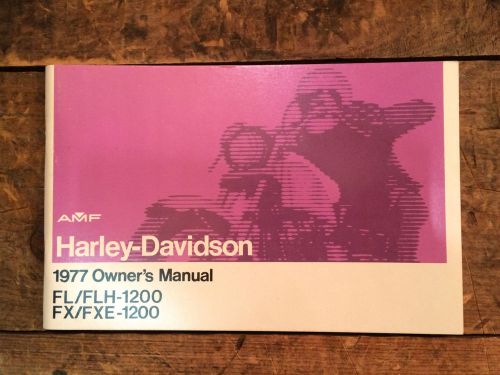 AMF
Harley-Davidson
1977 Owner's Manual
FL/FLH-1200
FX/FXE-1200